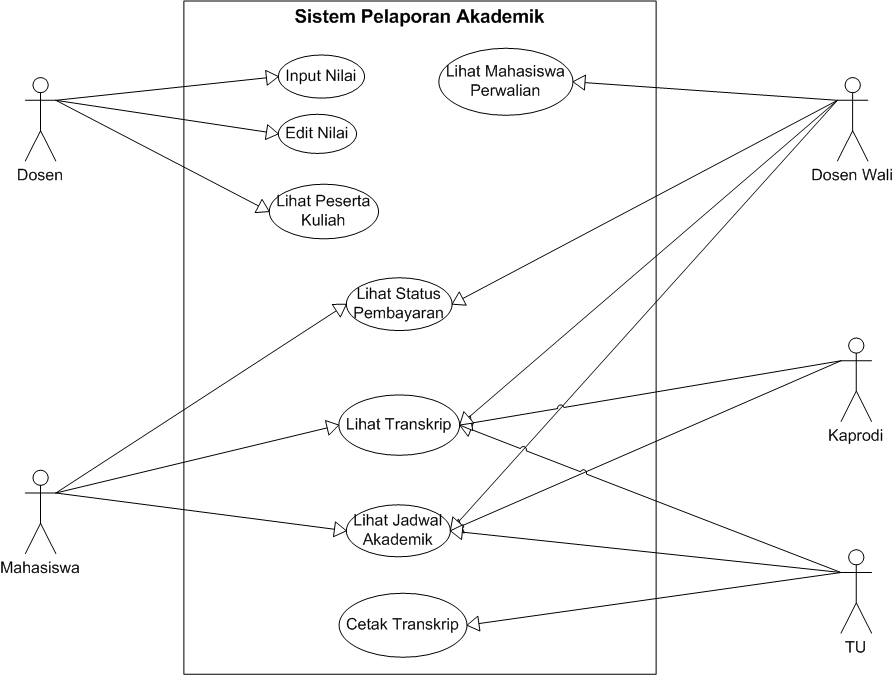 Sistem Pelaporan Akademik
Input Nilai
Lihat Mahasiswa
Perwalian
Edit Nilai
Dosen
Dosen Wali
Lihat Peserta
Kuliah
Lihat Status
Pembayaran
Lihat Transkrip
Kaprodi
Lihat Jadwal
Akademik
Mahasiswa
Cetak Transkrip
TU